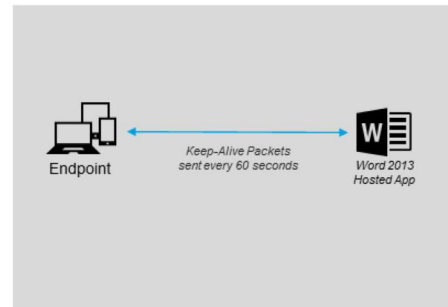 Endpoint
Keep-Alive Packets
sent every 60 seconds
W
Word 2013
Hosted App